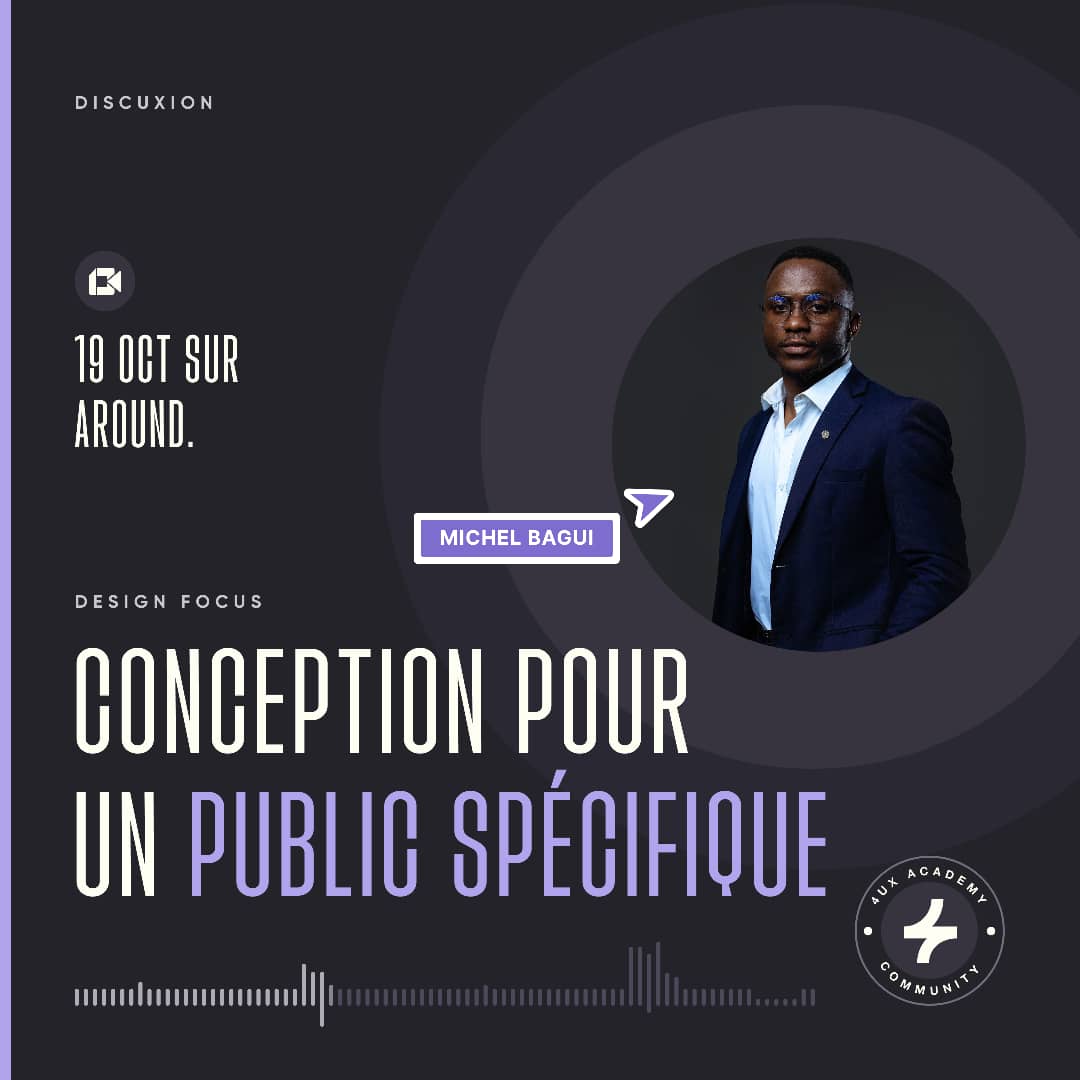 DISCUXION
19 OCT SUR
AROUND.
MICHEL BAGUI
DESIGN FOCUS
CONCEPTION POUR
UN PUBLIC SPÉCIFIQUE
4UX ACADEMY
COMMUNITY